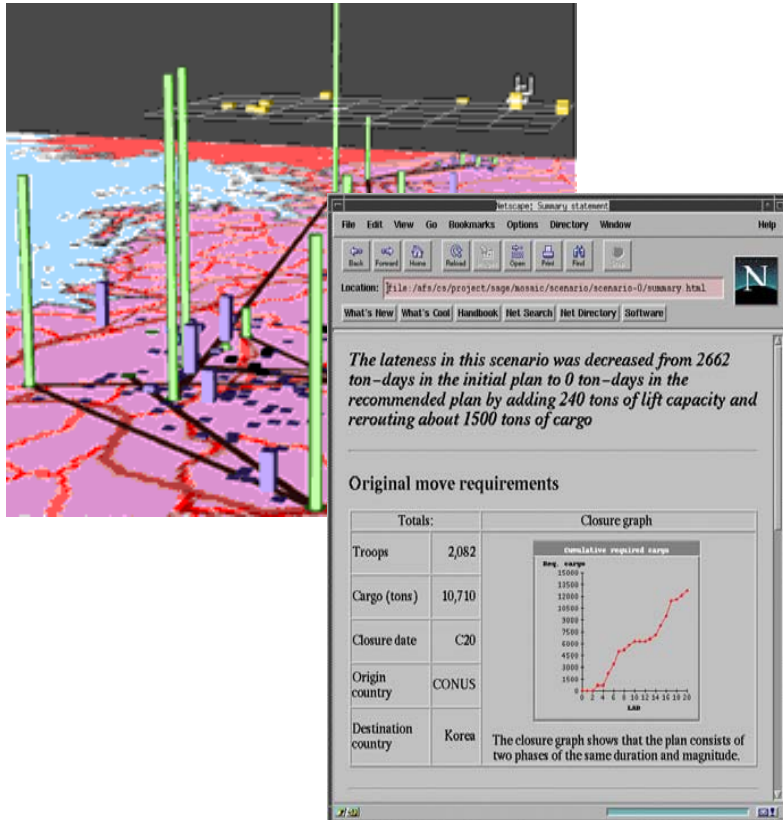 Netscape: Summary statement
File Edit View Go Bookmarks Options Directory Window Help
Back Forward Home Reload Open Print Find
Location: file:/afs/cs/project/sage/mosaic/scenario/scenario-0/summary.html
What's New What's Cool Handbook Net Search Net Directory Software
N
The lateness in this scenario was decreased from 2662
ton-days in the initial plan to 0 ton-days in the
recommended plan by adding 240 tons of lift capacity and
rerouting about 1500 tons of cargo
Original move requirements
Totals: Closure graph
Troops 2,082
Cargo (tons) 10,710
Closure date C20
Origin
country CONUS
Destination
country Korea
Cumulative required cargo
Req. cargo
15000
13500
12000
10500
9000
7500
6000
4500
3000
1500
0
0 2 4 6 8 10 12 14 16 18 20
LAD
The closure graph shows that the plan consists of
two phases of the same duration and magnitude.